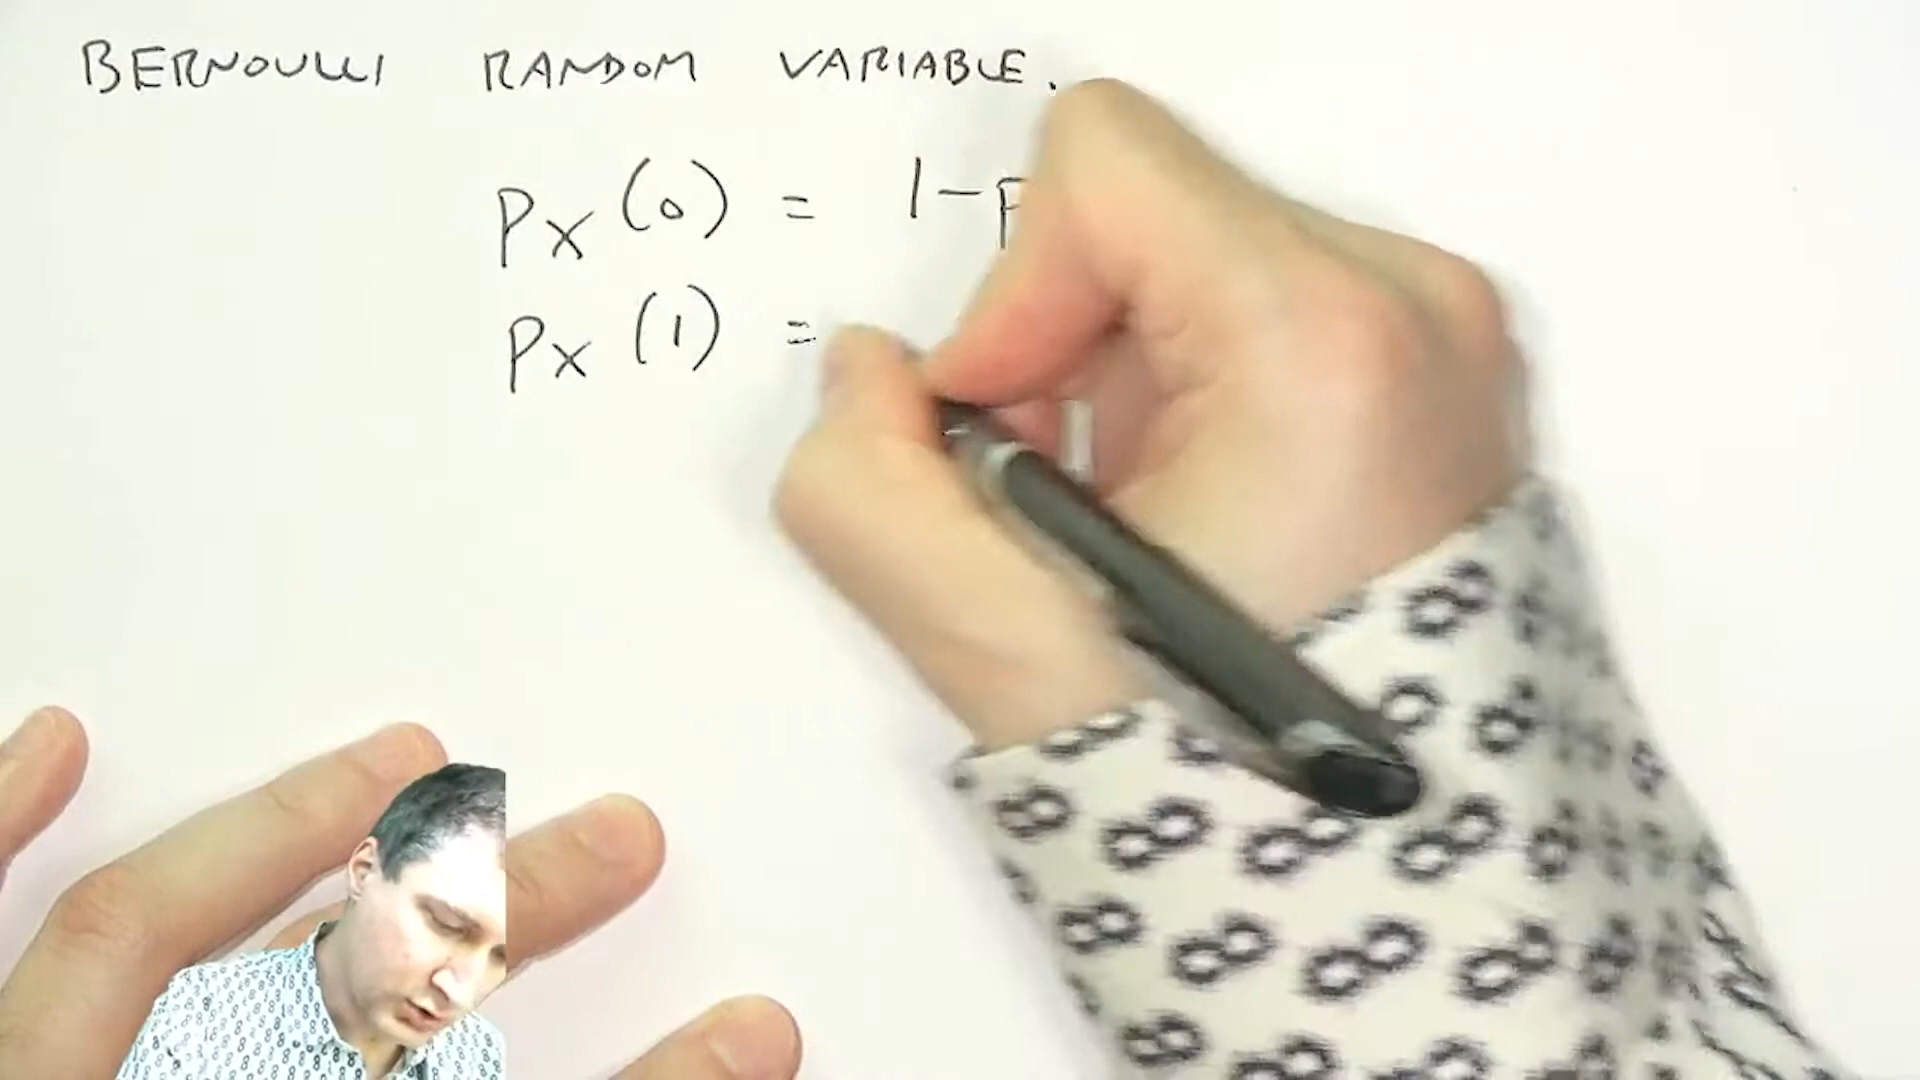 BERNOULLI RANDOM VARIABLE.
pX(0) = 1-p
pX(1) =